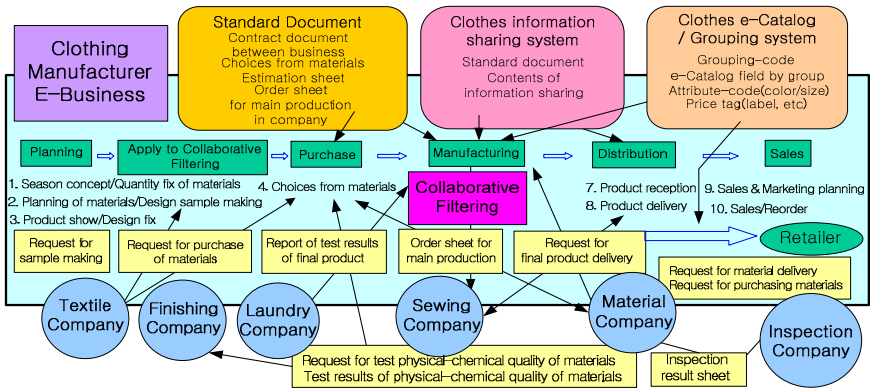 Clothing
Manufacturer
E-Business
Standard Document
Contract document
between business
Choices from materials
Estimation sheet
Order sheet
for main production
in company
Clothes information
sharing system
Standard document
Contents of
information sharing
Clothes e-Catalog
/ Grouping system
Grouping-code
e-Catalog field by group
Attribute-code(color/size)
Price tag(label, etc)
Planning
Apply to Collaborative
Filtering
Purchase
Manufacturing
Distribution
Sales
1. Season concept/Quantity fix of materials
2. Planning of materials/Design sample making
3. Product show/Design fix
4. Choices from materials
Collaborative
Filtering
7. Product reception
8. Product delivery
9. Sales & Marketing planning
10. Sales/Reorder
Request for
sample making
Request for purchase
of materials
Report of test results
of final product
Order sheet for
main production
Request for
final product delivery
Retailer
Request for material delivery
Request for purchasing materials
Textile
Company
Finishing
Company
Laundry
Company
Sewing
Company
Material
Company
Inspection
Company
Request for test physical-chemical quality of materials
Test results of physical-chemical quality of materials
Inspection
result sheet